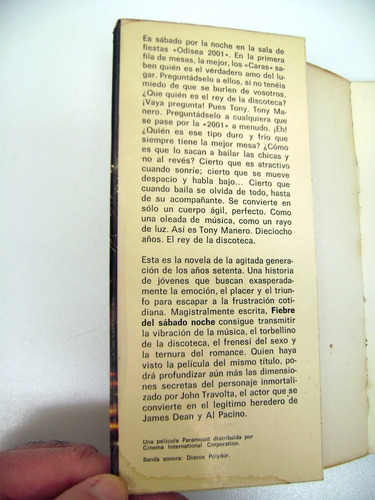 Es sábado por la noche en la sala de
fiestas «Odisea 2001». En la primera
fila de mesas, la mejor, los «Caras» sa-
ben quién es el verdadero amo del lu-
gar. Preguntádselo a ellos, si no tenéis
miedo de que se burlen de vosotros.
¿Que quién es el rey de la discoteca?
¡Vaya pregunta! Pues Tony. Tony Ma-
nero. Preguntádselo a cualquiera que
se pase por la «2001» a menudo. ¡Eh!
¿Quién es ese tipo duro y frío que
siempre tiene la mejor mesa? ¿Cómo
es que lo sacan a bailar las chicas y
no al revés? Cierto que es atractivo
cuando sonríe; cierto que se mueve
despacio y habla bajo... Cierto que
cuando baila se olvida de todo, hasta
de su acompañante. Se convierte en
sólo un cuerpo ágil, perfecto. Como
una oleada de música, como un rayo
de luz. Así es Tony Manero. Dieciocho
años. El rey de la discoteca.
Esta es la novela de la agitada genera-
ción de los años setenta. Una historia
de jóvenes que buscan exasperada-
mente la emoción, el placer y el triun-
fo para escapar a la frustración coti-
diana. Magistralmente escrita, Fiebre
del sábado noche consigue transmitir
la vibración de la música, el torbellino
de la discoteca, el frenesí del sexo y
la ternura del romance. Quien haya
visto la película del mismo título, po-
drá profundizar aún más las dimensio-
nes secretas del personaje inmortali-
zado por John Travolta, el actor que se
convierte en el legítimo heredero de
James Dean y Al Pacino.
Una película Paramount distribuida por
Cinema International Corporation.
Banda sonora: Discos Polydor.